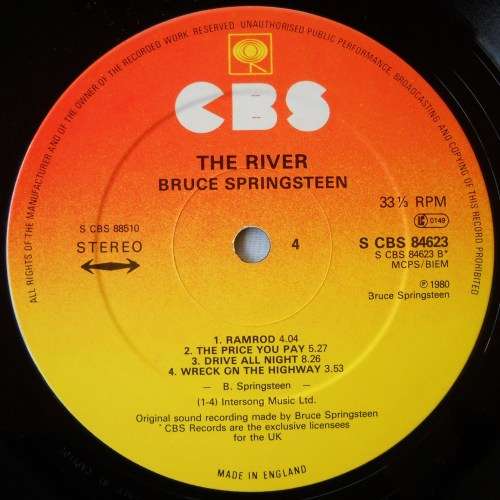 ALL RIGHTS OF THE MANUFACTURER AND OF THE OWNER OF THE RECORDED WORK RESERVED. UNAUTHORISED PUBLIC PERFORMANCE, BROADCASTING AND COPYING OF THIS RECORD PROHIBITED.
CBS
THE RIVER
BRUCE SPRINGSTEEN
S CBS 88510
STEREO
4
33⅓ RPM
0149
S CBS 84623
S CBS 84623 B*
MCPS/BIEM
℗ 1980
Bruce Springsteen
1. RAMROD 4.04
2. THE PRICE YOU PAY 5.27
3. DRIVE ALL NIGHT 8.26
4. WRECK ON THE HIGHWAY 3.53
— B. Springsteen —
(1-4) Intersong Music Ltd.
Original sound recording made by Bruce Springsteen
* CBS Records are the exclusive licensees
for the UK
MADE IN ENGLAND